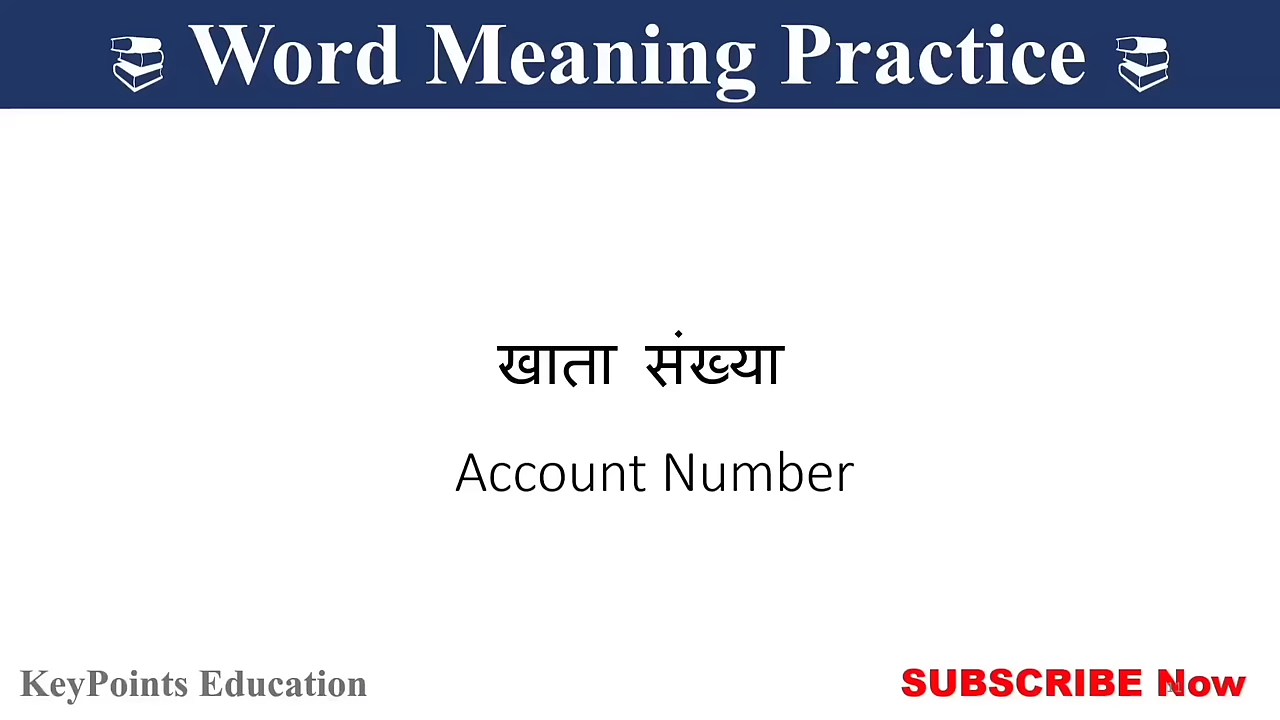 Word Meaning Practice
खाता संख्या
Account Number
KeyPoints Education
SUBSCRIBE Now